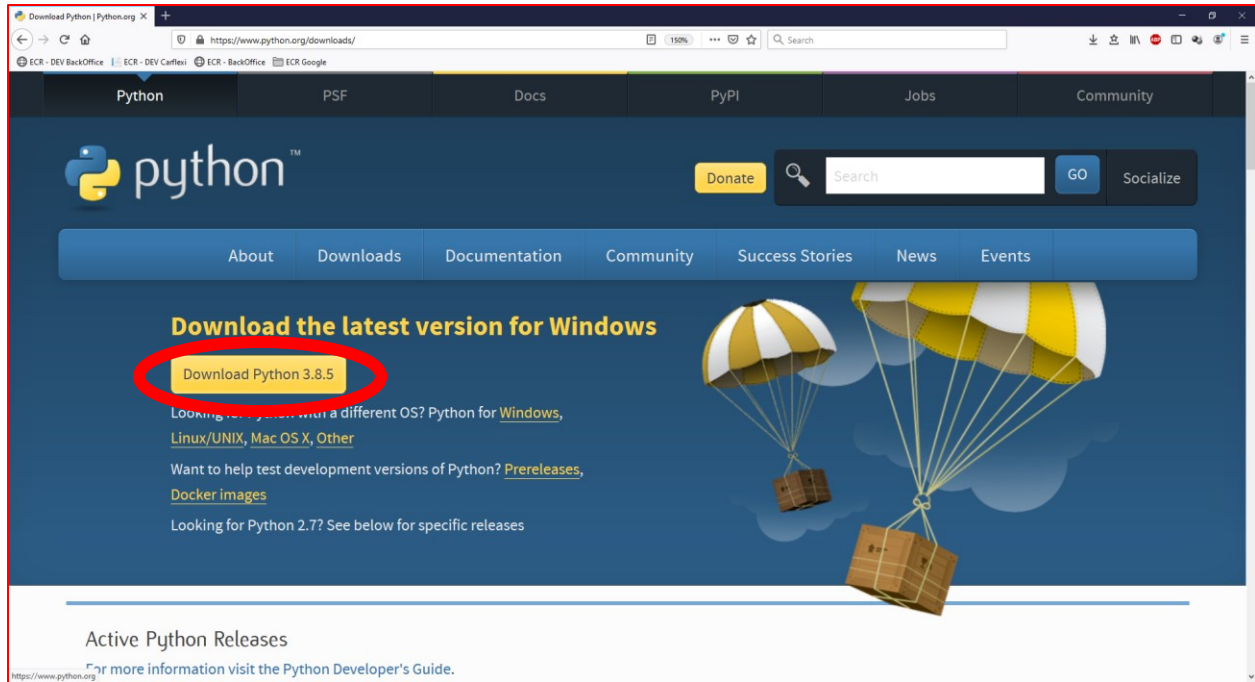 Download Python | Python.org
https://www.python.org/downloads/
150%
Search
ECR - DEV BackOffice ECR - DEV Carflexi ECR - BackOffice ECR Google
Python PSF Docs PyPI Jobs Community
python™
Donate
Search
GO
Socialize
About Downloads Documentation Community Success Stories News Events
Download the latest version for Windows
Download Python 3.8.5
Looking for Python with a different OS? Python for Windows,
Linux/UNIX, Mac OS X, Other
Want to help test development versions of Python? Prereleases,
Docker images
Looking for Python 2.7? See below for specific releases
Active Python Releases
For more information visit the Python Developer's Guide.
https://www.python.org